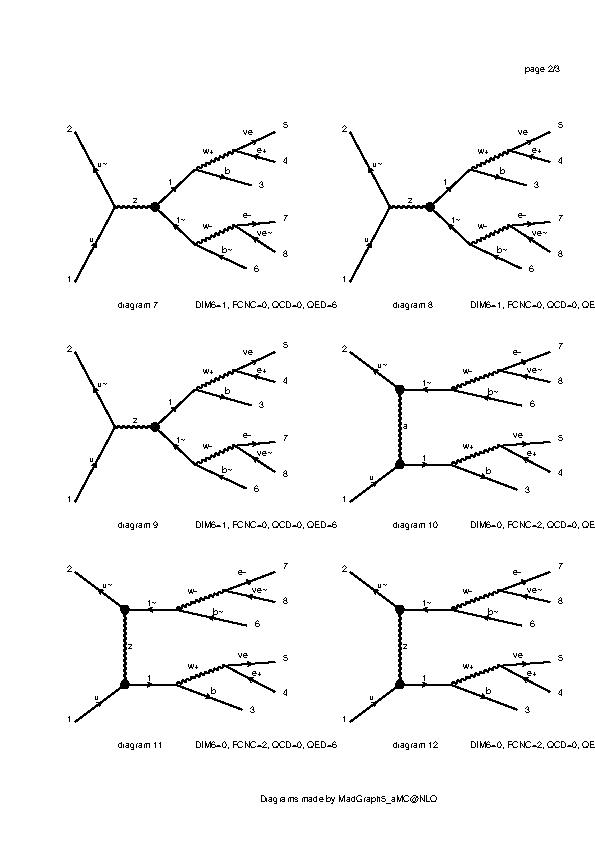 page 2/3
2 5
ve
u~ w+ e+ 4
b
1 3
z
1~ e- 7
w-
u ve~ 8
b~
1 6
diagram 7 DIM6=1, FCNC=0, QCD=0, QED=6
2 5
ve
u~ w+ e+ 4
b
1 3
z
1~ e- 7
w-
u ve~ 8
b~
1 6
diagram 8 DIM6=1, FCNC=0, QCD=0, QE
2 5
ve
u~ w+ e+ 4
b
1 3
z
1~ e- 7
w-
u ve~ 8
b~
1 6
diagram 9 DIM6=1, FCNC=0, QCD=0, QED=6
2 7
e-
u~ w- ve~ 8
1~ b~ 6
a
ve 5
w+
u 1 e+ 4
b
1 3
diagram 10 DIM6=0, FCNC=2, QCD=0, QE
2 7
e-
u~ w- ve~ 8
1~ b~ 6
z
ve 5
w+
u 1 e+ 4
b
1 3
diagram 11 DIM6=0, FCNC=2, QCD=0, QED=6
2 7
e-
u~ w- ve~ 8
1~ b~ 6
z
ve 5
w+
u 1 e+ 4
b
1 3
diagram 12 DIM6=0, FCNC=2, QCD=0, QE
Diagrams made by MadGraph5_aMC@NLO